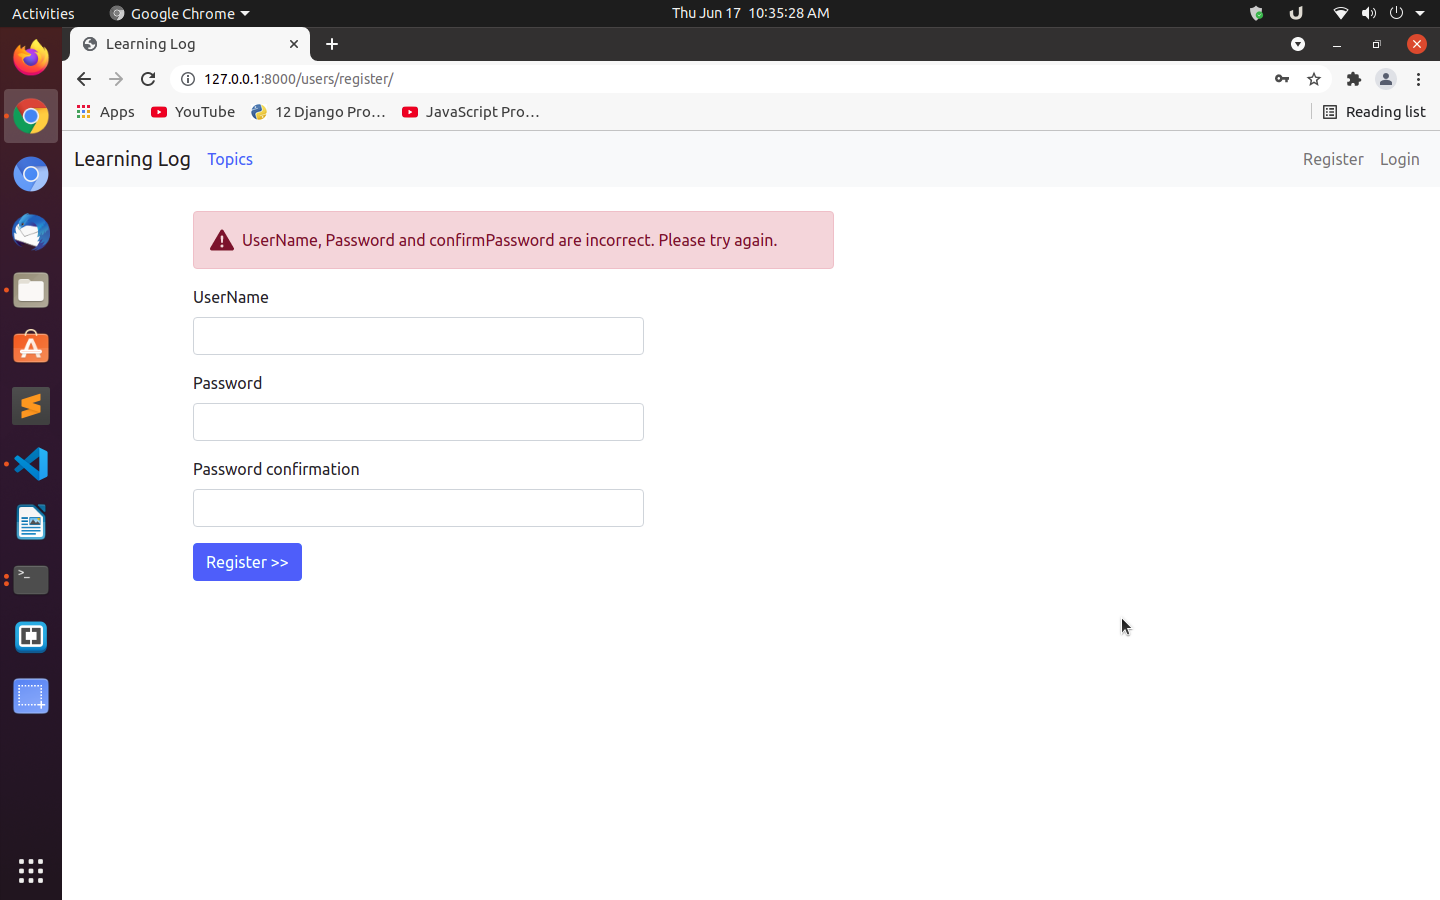 Activities
Google Chrome
Thu Jun 17 10:35:28 AM
Learning Log
127.0.0.1:8000/users/register/
Apps
YouTube
12 Django Pro...
JavaScript Pro...
Reading list
Learning Log
Topics
Register
Login
UserName, Password and confirmPassword are incorrect. Please try again.
UserName
Password
Password confirmation
Register >>